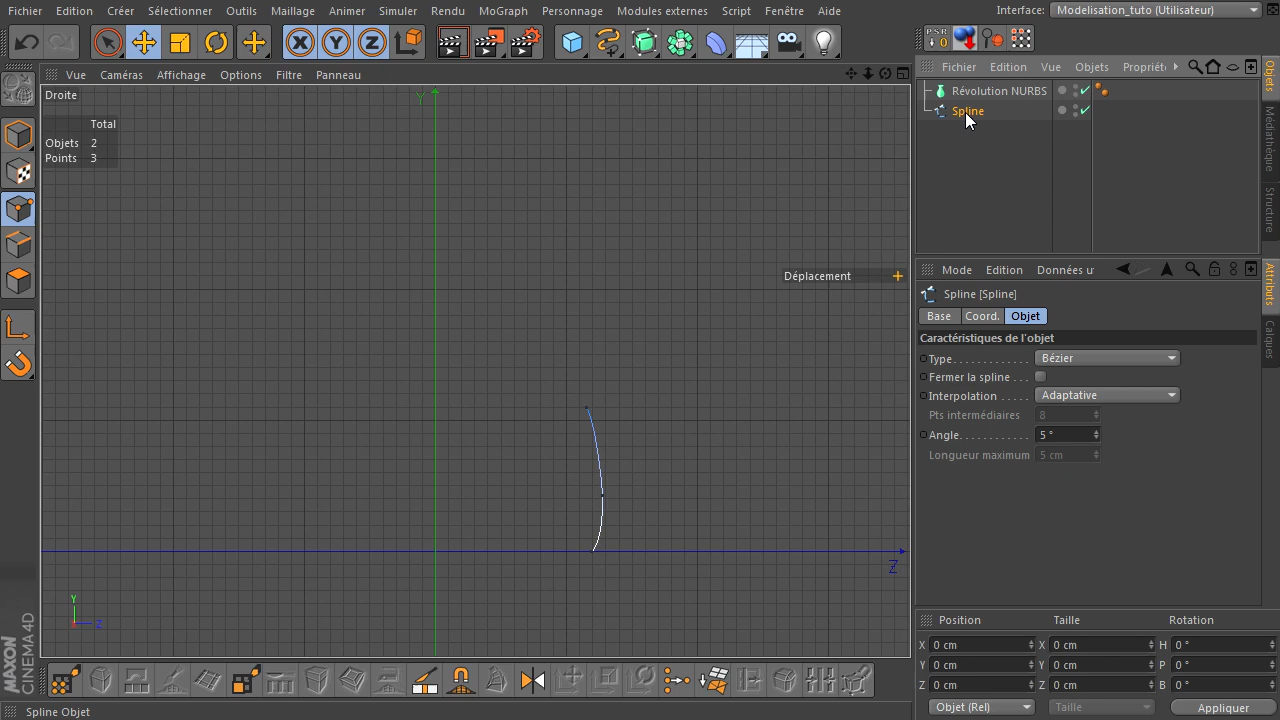 Fichier Edition Créer Sélectionner Outils Maillage Animer Simuler Rendu MoGraph Personnage Modules externes Script Fenêtre Aide Interface: Modelisation_tuto (Utilisateur)
X Y Z PSR 0
Vue Caméras Affichage Options Filtre Panneau
Fichier Edition Vue Objets Propriét
Droite
Y
Total
Objets 2
Points 3
Révolution NURBS
Spline
Objets
Médiathèque
Structure
Déplacement
Mode Edition Données u
Spline [Spline]
Base Coord. Objet
Caractéristiques de l'objet
Type. . . . . . . . . . . . Bézier
Fermer la spline . . .
Interpolation . . . . . Adaptative
Pts intermédiaires 8
Angle. . . . . . . . . . . 5 °
Longueur maximum 5 cm
Attributs
Calques
Z
Y
Z
Position Taille Rotation
X 0 cm X 0 cm H 0 °
Y 0 cm Y 0 cm P 0 °
Z 0 cm Z 0 cm B 0 °
Objet (Rel) Taille Appliquer
MAXON
CINEMA 4D
Spline Objet